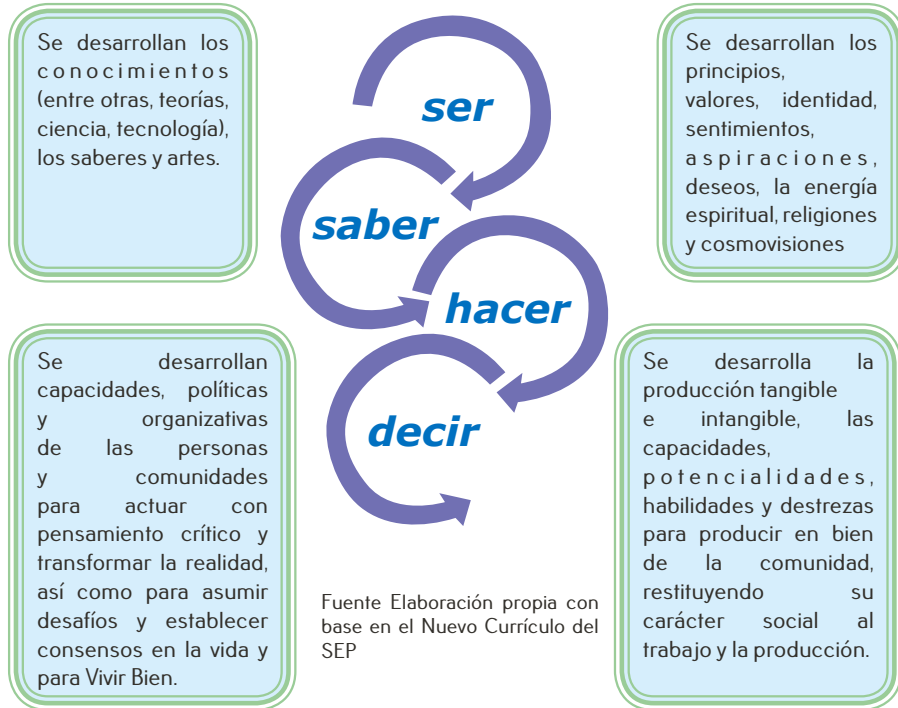 Se desarrollan los
conocimientos
(entre otras, teorías,
ciencia, tecnología),
los saberes y artes.
ser
saber
hacer
decir
Se desarrollan los
principios,
valores, identidad,
sentimientos,
aspiraciones,
deseos, la energía
espiritual, religiones
y cosmovisiones
Se desarrollan
capacidades, políticas
y organizativas
de las personas
y comunidades
para actuar con
pensamiento crítico y
transformar la realidad,
así como para asumir
desafíos y establecer
consensos en la vida y
para Vivir Bien.
Fuente Elaboración propia con
base en el Nuevo Currículo del
SEP
Se desarrolla la
producción tangible
e intangible, las
capacidades,
potencialidades,
habilidades y destrezas
para producir en bien
de la comunidad,
restituyendo su
carácter social al
trabajo y la producción.